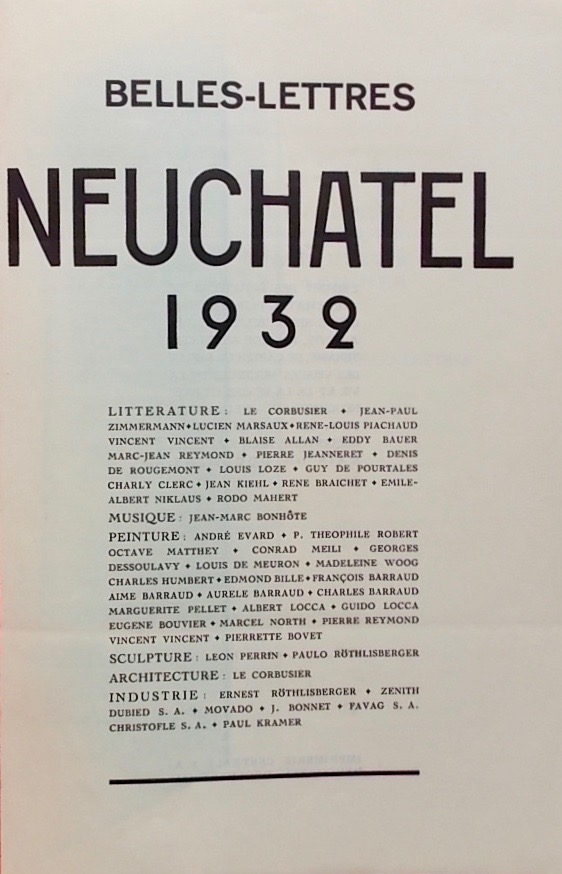 BELLES-LETTRES
NEUCHATEL
1932
LITTERATURE : LE CORBUSIER ✦ JEAN-PAUL
ZIMMERMANN ✦ LUCIEN MARSAUX ✦ RENE-LOUIS PIACHAUD
VINCENT VINCENT ✦ BLAISE ALLAN ✦ EDDY BAUER
MARC-JEAN REYMOND ✦ PIERRE JEANNERET ✦ DENIS
DE ROUGEMONT ✦ LOUIS LOZE ✦ GUY DE POURTALES
CHARLY CLERC ✦ JEAN KIEHL ✦ RENE BRAICHET ✦ EMILE-
ALBERT NIKLAUS ✦ RODO MAHERT
MUSIQUE : JEAN-MARC BONHÔTE
PEINTURE : ANDRÉ EVARD ✦ P. THEOPHILE ROBERT
OCTAVE MATTHEY ✦ CONRAD MEILI ✦ GEORGES
DESSOULAVY ✦ LOUIS DE MEURON ✦ MADELEINE WOOG
CHARLES HUMBERT ✦ EDMOND BILLE ✦ FRANÇOIS BARRAUD
AIME BARRAUD ✦ AURELE BARRAUD ✦ CHARLES BARRAUD
MARGUERITE PELLET ✦ ALBERT LOCCA ✦ GUIDO LOCCA
EUGENE BOUVIER ✦ MARCEL NORTH ✦ PIERRE REYMOND
VINCENT VINCENT ✦ PIERRETTE BOVET
SCULPTURE : LEON PERRIN ✦ PAULO RÖTHLISBERGER
ARCHITECTURE : LE CORBUSIER
INDUSTRIE : ERNEST RÖTHLISBERGER ✦ ZENITH
DUBIED S. A. ✦ MOVADO ✦ J. BONNET ✦ FAVAG S. A.
CHRISTOFLE S. A. ✦ PAUL KRAMER